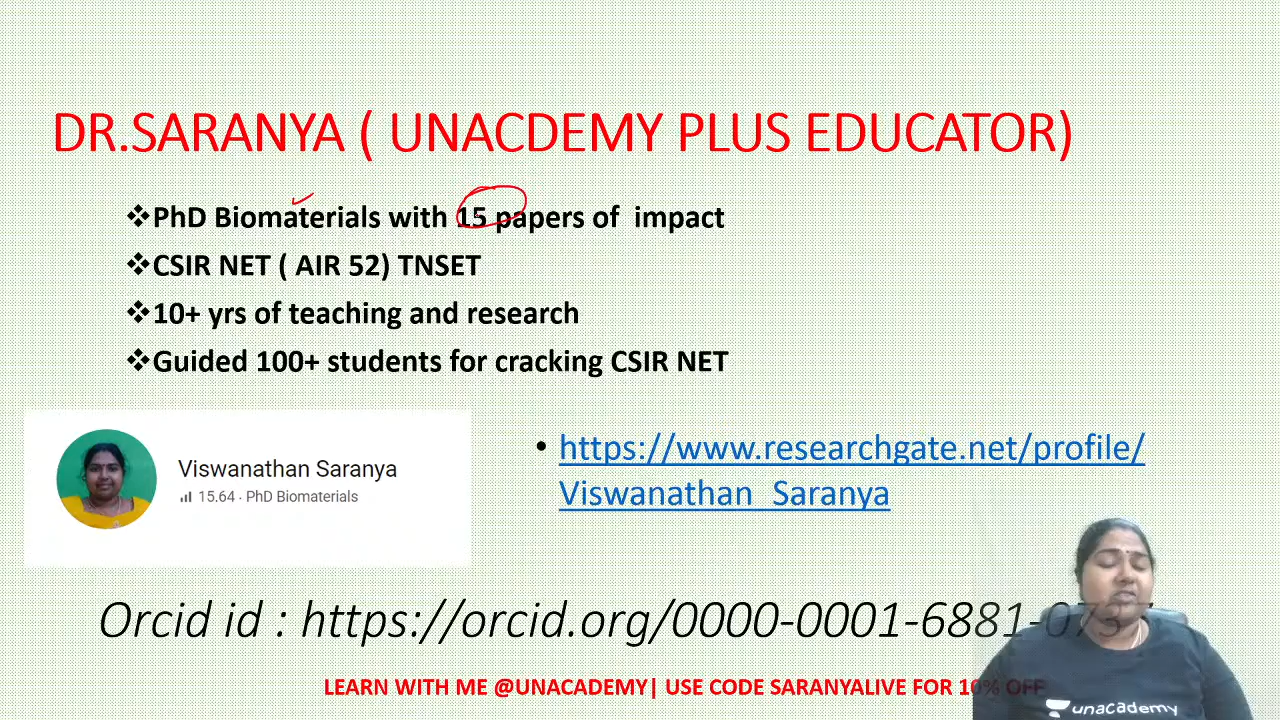 DR.SARANYA ( UNACDEMY PLUS EDUCATOR)
❖PhD Biomaterials with 15 papers of impact
❖CSIR NET ( AIR 52) TNSET
❖10+ yrs of teaching and research
❖Guided 100+ students for cracking CSIR NET
Viswanathan Saranya
15.64 · PhD Biomaterials
• https://www.researchgate.net/profile/
Viswanathan_Saranya
Orcid id : https://orcid.org/0000-0001-6881-
LEARN WITH ME @UNACADEMY| USE CODE SARANYALIVE FOR 10% OFF
unacademy